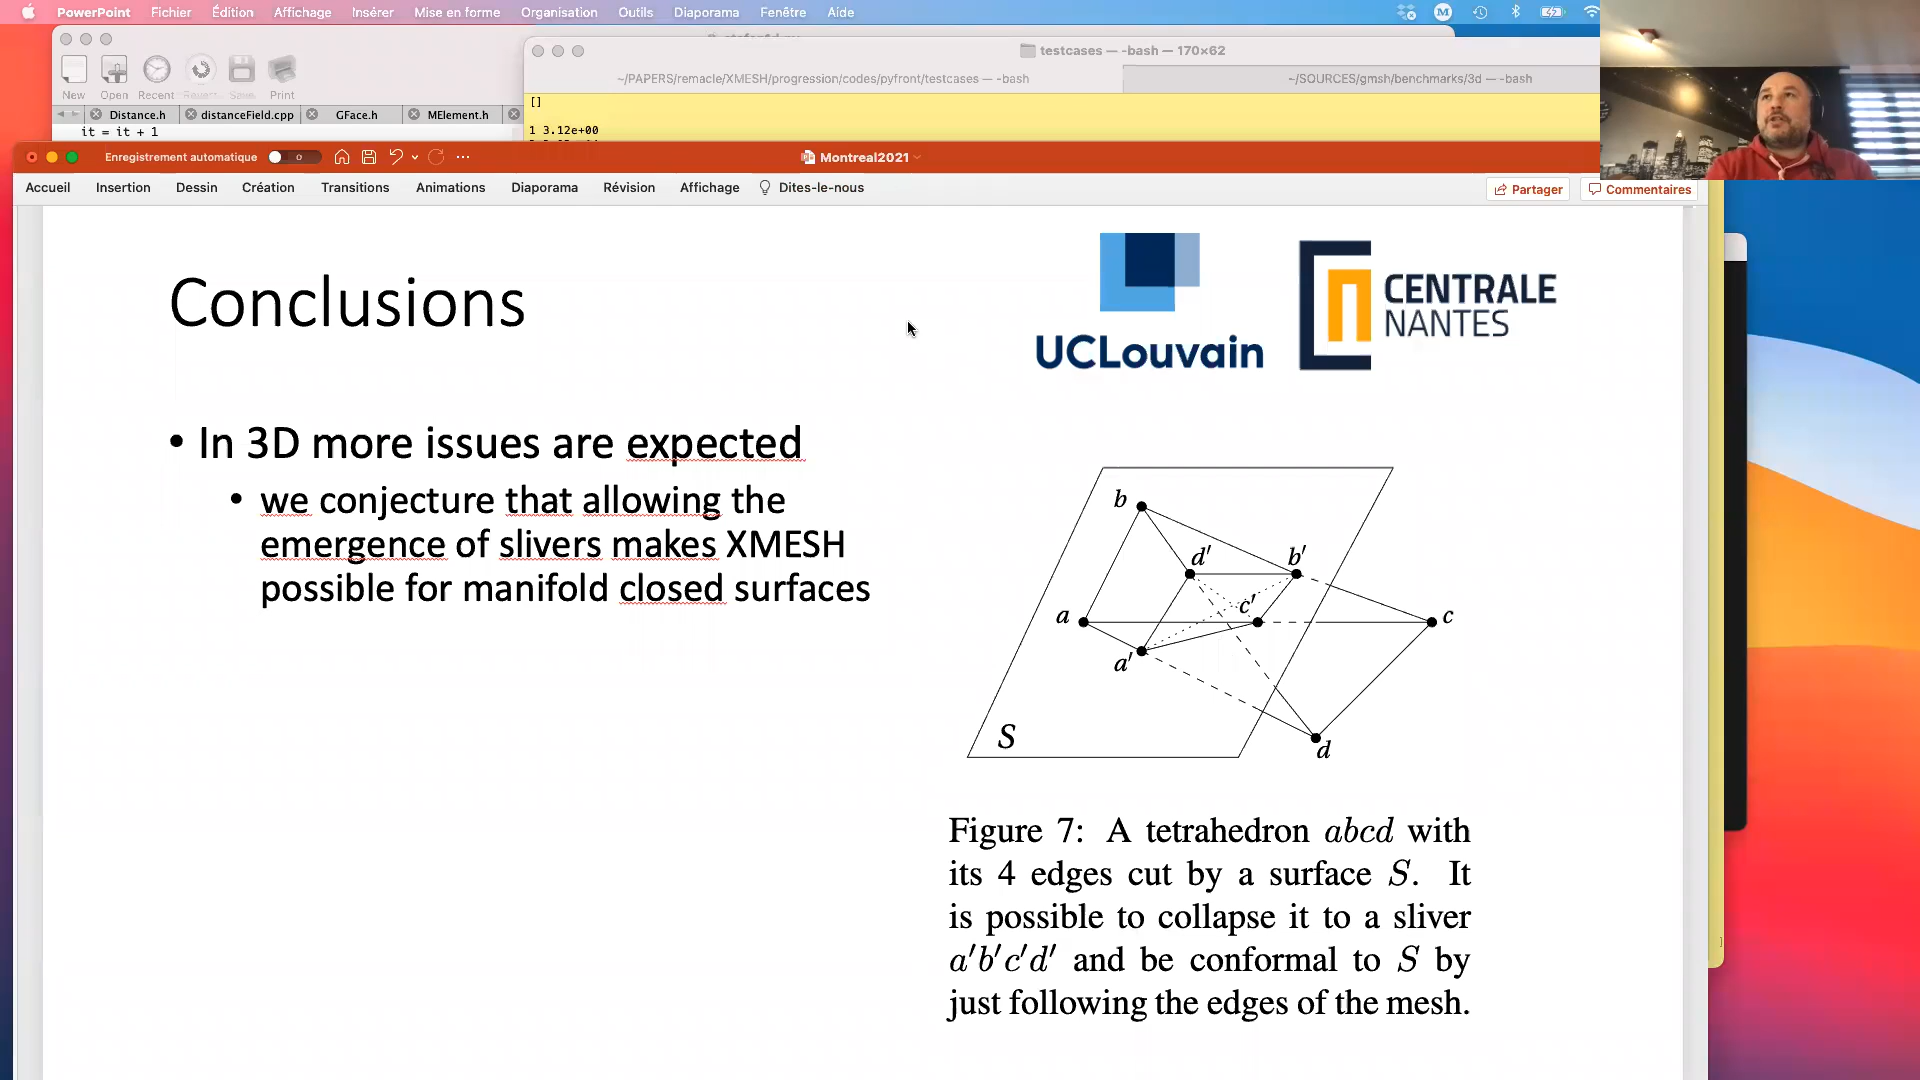 PowerPoint Fichier Édition Affichage Insérer Mise en forme Organisation Outils Diaporama Fenêtre Aide
testcases — -bash — 170×62
~/PAPERS/remacle/XMESH/progression/codes/pyfront/testcases — -bash
~/SOURCES/gmsh/benchmarks/3d — -bash
New Open Recent Revert Save Print
Distance.h distanceField.cpp GFace.h MElement.h
it = it + 1
[]
1 3.12e+00
Enregistrement automatique
Montreal2021
Accueil Insertion Dessin Création Transitions Animations Diaporama Révision Affichage Dites-le-nous
Partager Commentaires
Conclusions
UCLouvain
CENTRALE
NANTES
• In 3D more issues are expected
• we conjecture that allowing the
emergence of slivers makes XMESH
possible for manifold closed surfaces
b
d′
b′
c′
a
c
a′
S
d
Figure 7: A tetrahedron abcd with
its 4 edges cut by a surface S. It
is possible to collapse it to a sliver
a′b′c′d′ and be conformal to S by
just following the edges of the mesh.